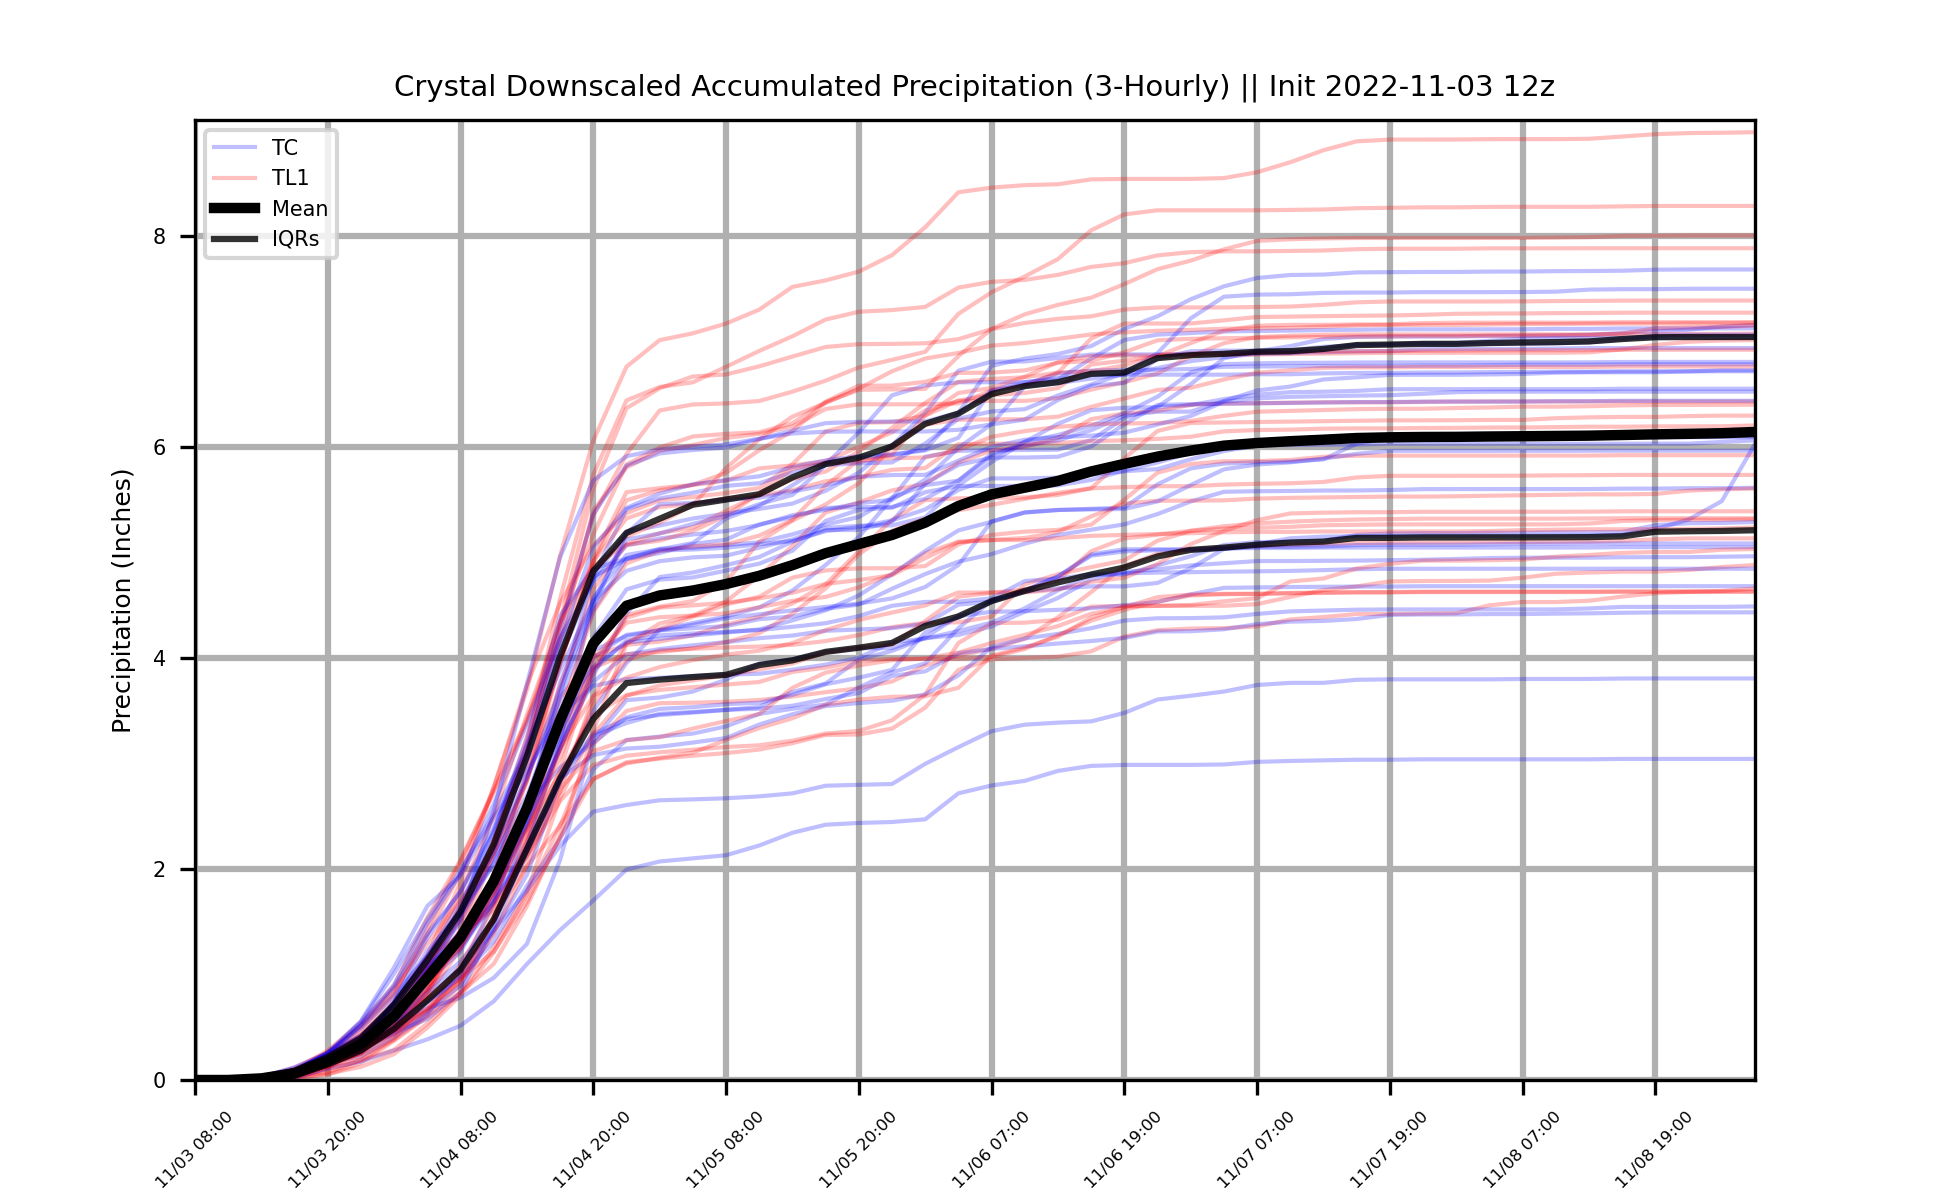 Crystal Downscaled Accumulated Precipitation (3-Hourly) || Init 2022-11-03 12z
TC
TL1
Mean
IQRs
Precipitation (Inches)
8
6
4
2
0
11/03 08:00
11/03 20:00
11/04 08:00
11/04 20:00
11/05 08:00
11/05 20:00
11/06 07:00
11/06 19:00
11/07 07:00
11/07 19:00
11/08 07:00
11/08 19:00